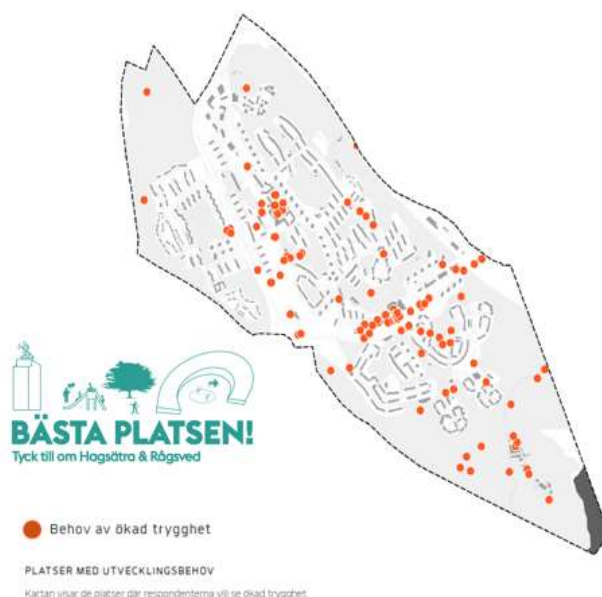 BÄSTA PLATSEN!
Tyck till om Hagsätra & Rågsved
Behov av ökad trygghet
PLATSER MED UTVECKLINGSBEHOV
Kartan visar de platser där respondenterna vill se ökad trygghet.